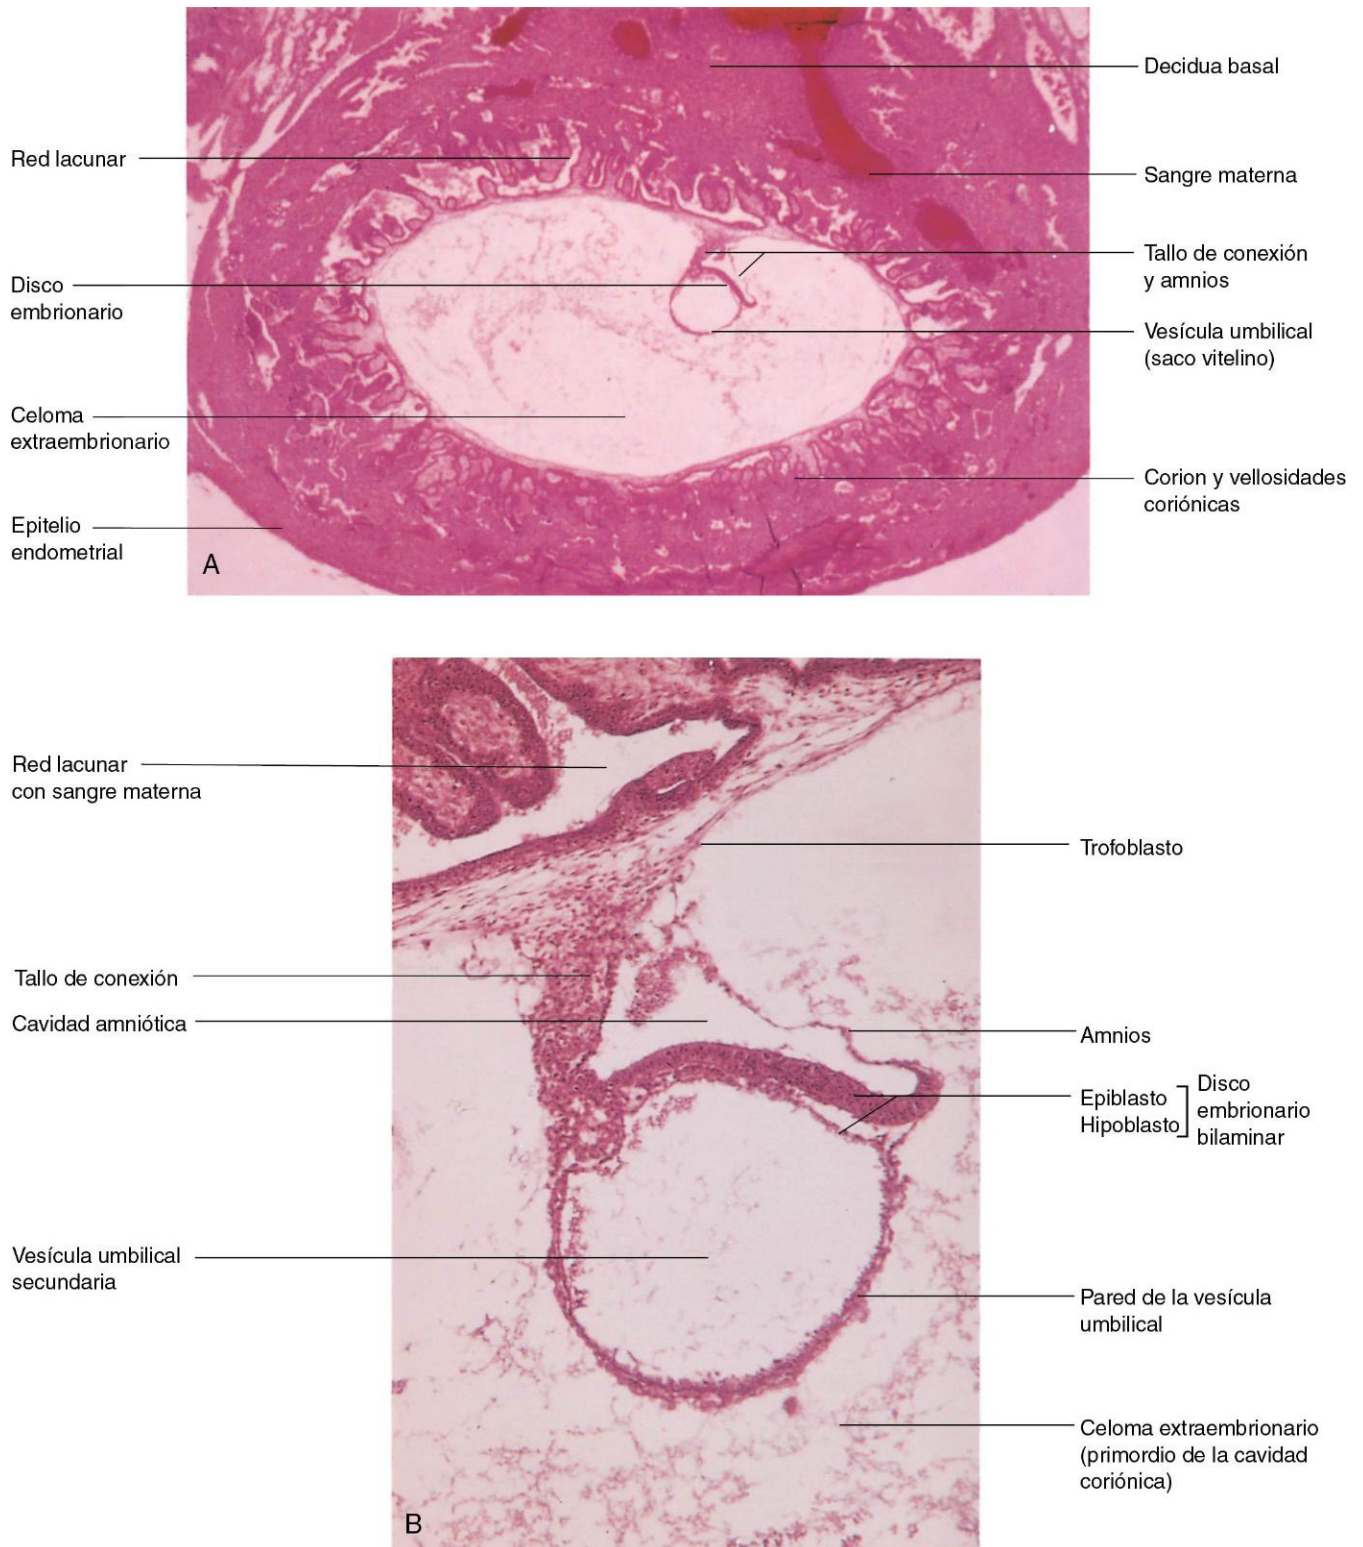 Decidua basal
Red lacunar
Sangre materna
Tallo de conexión
y amnios
Disco
embrionario
Vesícula umbilical
(saco vitelino)
Celoma
extraembrionario
Corion y vellosidades
coriónicas
Epitelio
endometrial
A
Red lacunar
con sangre materna
Trofoblasto
Tallo de conexión
Cavidad amniótica
Amnios
Epiblasto
Hipoblasto
Disco
embrionario
bilaminar
Vesícula umbilical
secundaria
Pared de la vesícula
umbilical
Celoma extraembrionario
(primordio de la cavidad
coriónica)
B